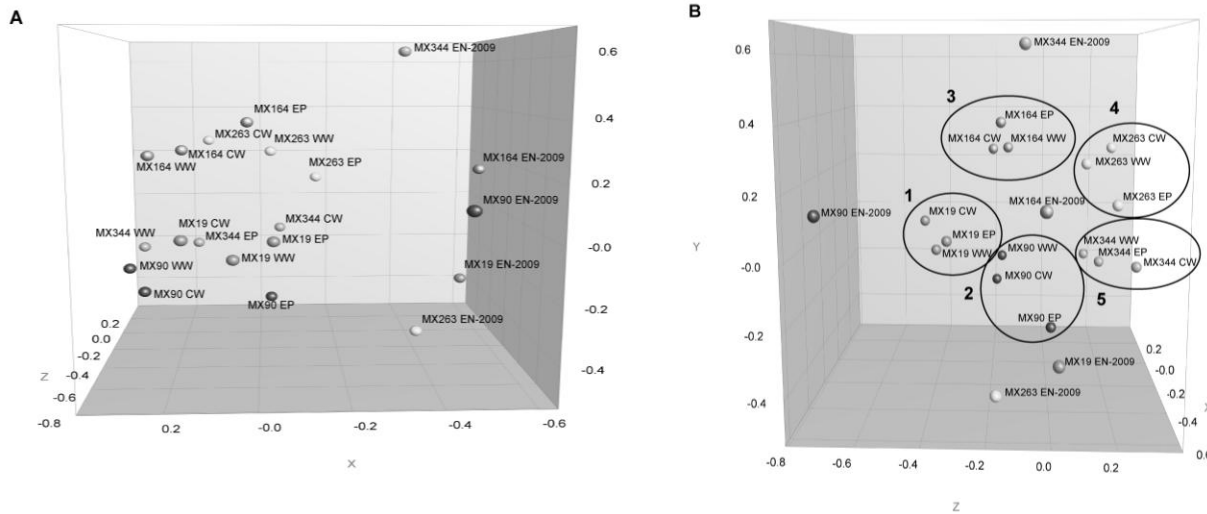 A
MX344 EN-2009
MX164 EP
MX263 CW
MX263 WW
MX164 CW
MX164 WW
MX263 EP
MX164 EN-2009
MX90 EN-2009
MX19 CW
MX344 CW
MX344 WW
MX344 EP
MX19 EP
MX90 WW
MX19 WW
MX19 EN-2009
MX90 CW
MX90 EP
MX263 EN-2009
0.6
0.4
0.2
-0.0
-0.2
-0.4
0.2
0.0
-0.2
-0.4
-0.6
Z
-0.8
0.2
-0.0
-0.2
-0.4
-0.6
X
B
0.6
0.4
0.2
-0.0
-0.2
-0.4
Y
MX344 EN-2009
3
MX164 EP
MX164 CW
MX164 WW
4
MX263 CW
MX263 WW
MX263 EP
1
MX19 CW
MX19 EP
MX19 WW
MX164 EN-2009
MX90 EN-2009
MX90 WW
MX90 CW
2
MX90 EP
MX344 WW
MX344 EP
MX344 CW
5
MX19 EN-2009
MX263 EN-2009
0.2
-0.0
-0.2
-0.4
X
0.6
-0.8
-0.6
-0.4
-0.2
0.0
0.2
Z